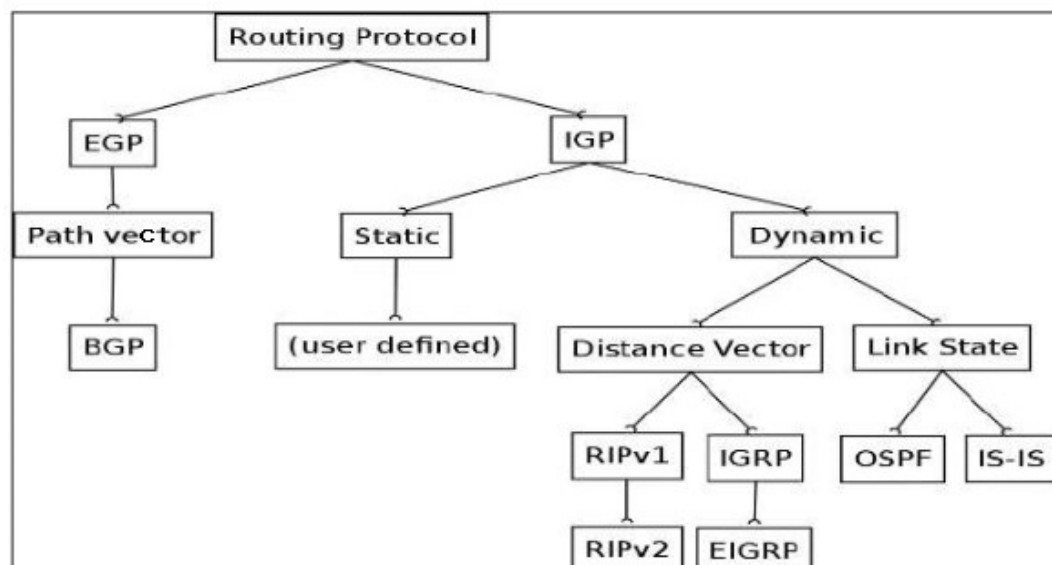 Routing Protocol
EGP
IGP
Path vector
Static
Dynamic
BGP
(user defined)
Distance Vector
Link State
RIPv1
IGRP
OSPF
IS-IS
RIPv2
EIGRP